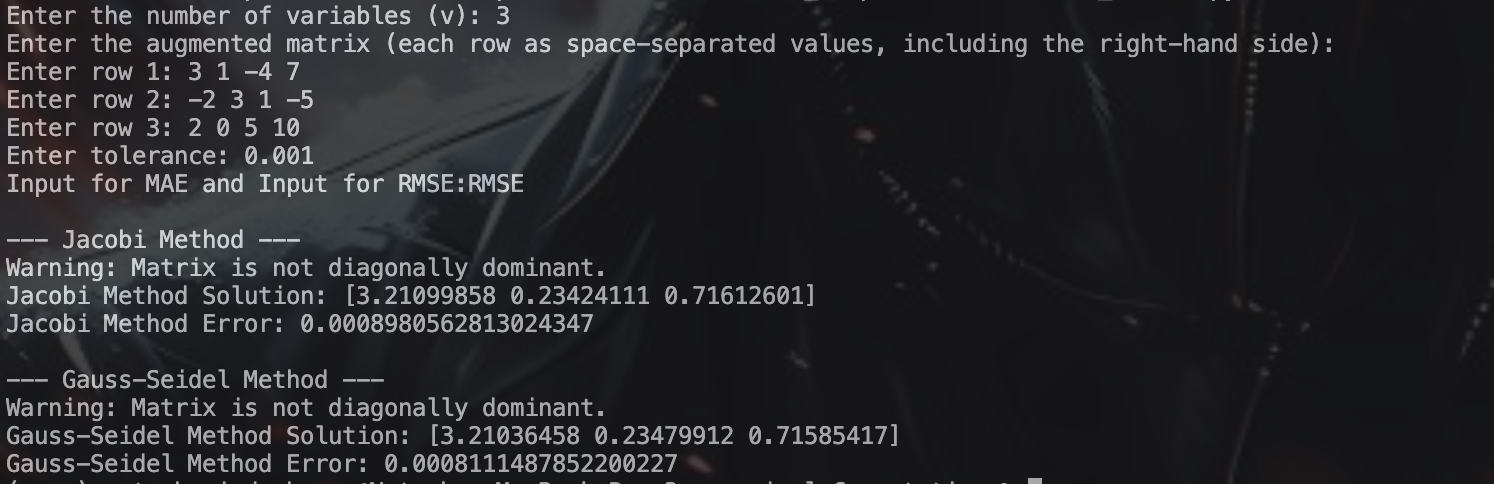 Enter the number of variables (v): 3
Enter the augmented matrix (each row as space-separated values, including the right-hand side):
Enter row 1: 3 1 -4 7
Enter row 2: -2 3 1 -5
Enter row 3: 2 0 5 10
Enter tolerance: 0.001
Input for MAE and Input for RMSE:RMSE
--- Jacobi Method ---
Warning: Matrix is not diagonally dominant.
Jacobi Method Solution: [3.21099858 0.23424111 0.71612601]
Jacobi Method Error: 0.0008980562813024347
--- Gauss-Seidel Method ---
Warning: Matrix is not diagonally dominant.
Gauss-Seidel Method Solution: [3.21036458 0.23479912 0.71585417]
Gauss-Seidel Method Error: 0.0008111487852200227